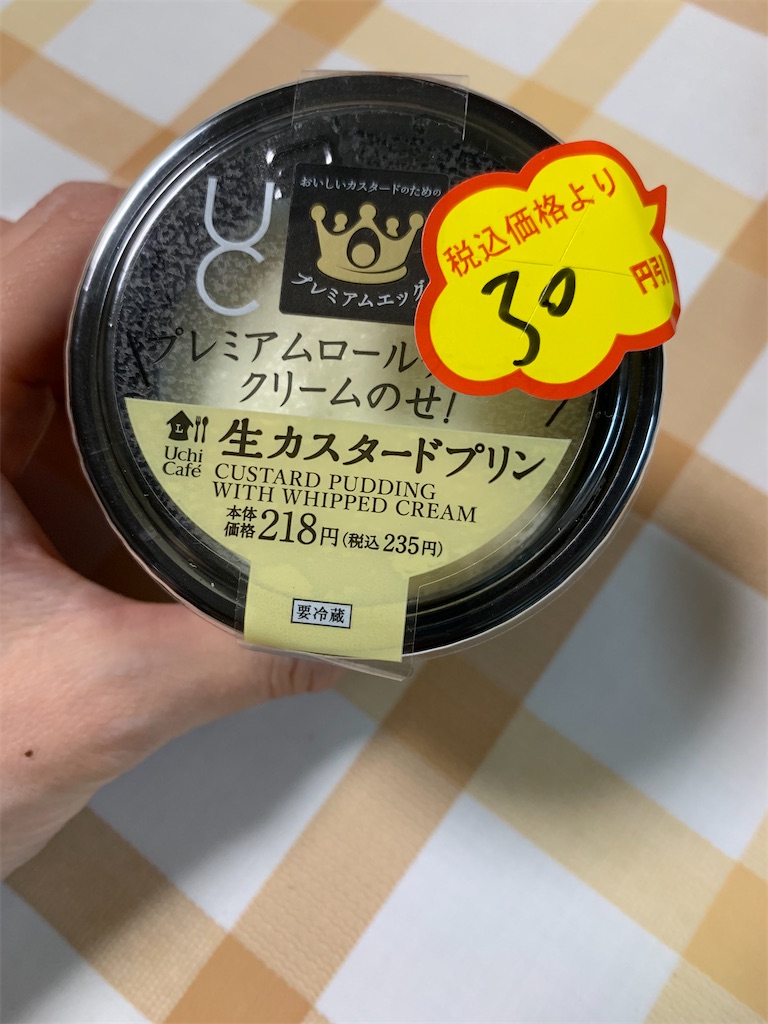 UC
おいしいカスタードのための
プレミアムエッグ
税込価格より
30
円引
プレミアムロール
クリームのせ!
Uchi
Café
生カスタードプリン
CUSTARD PUDDING
WITH WHIPPED CREAM
本体
価格218円(税込235円)
要冷蔵